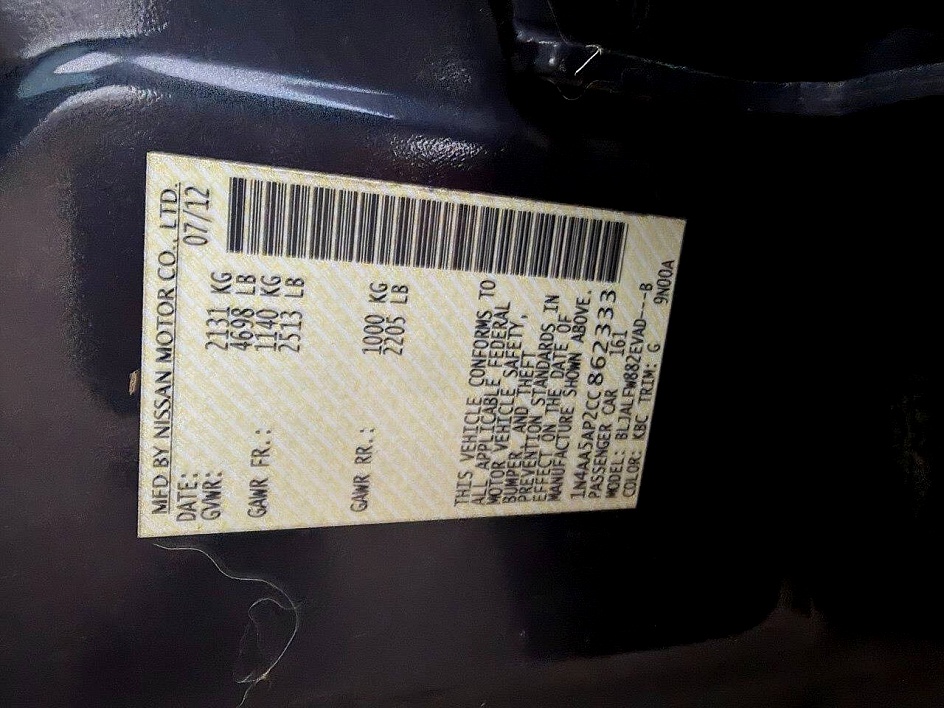 MFD BY NISSAN MOTOR CO., LTD.
DATE: 07/12
GVWR: 2131 KG
4698 LB
GAWR FR.: 1140 KG
2513 LB
GAWR RR.: 1000 KG
2205 LB
THIS VEHICLE CONFORMS TO
ALL APPLICABLE FEDERAL
MOTOR VEHICLE SAFETY,
BUMPER AND THEFT
PREVENTION STANDARDS IN
EFFECT ON THE DATE OF
MANUFACTURE SHOWN ABOVE.
1N4AA5AP2CC862333
PASSENGER CAR 161
MODEL: BLJALFW882EVAD---B
COLOR: KBC TRIM: G 9N00A